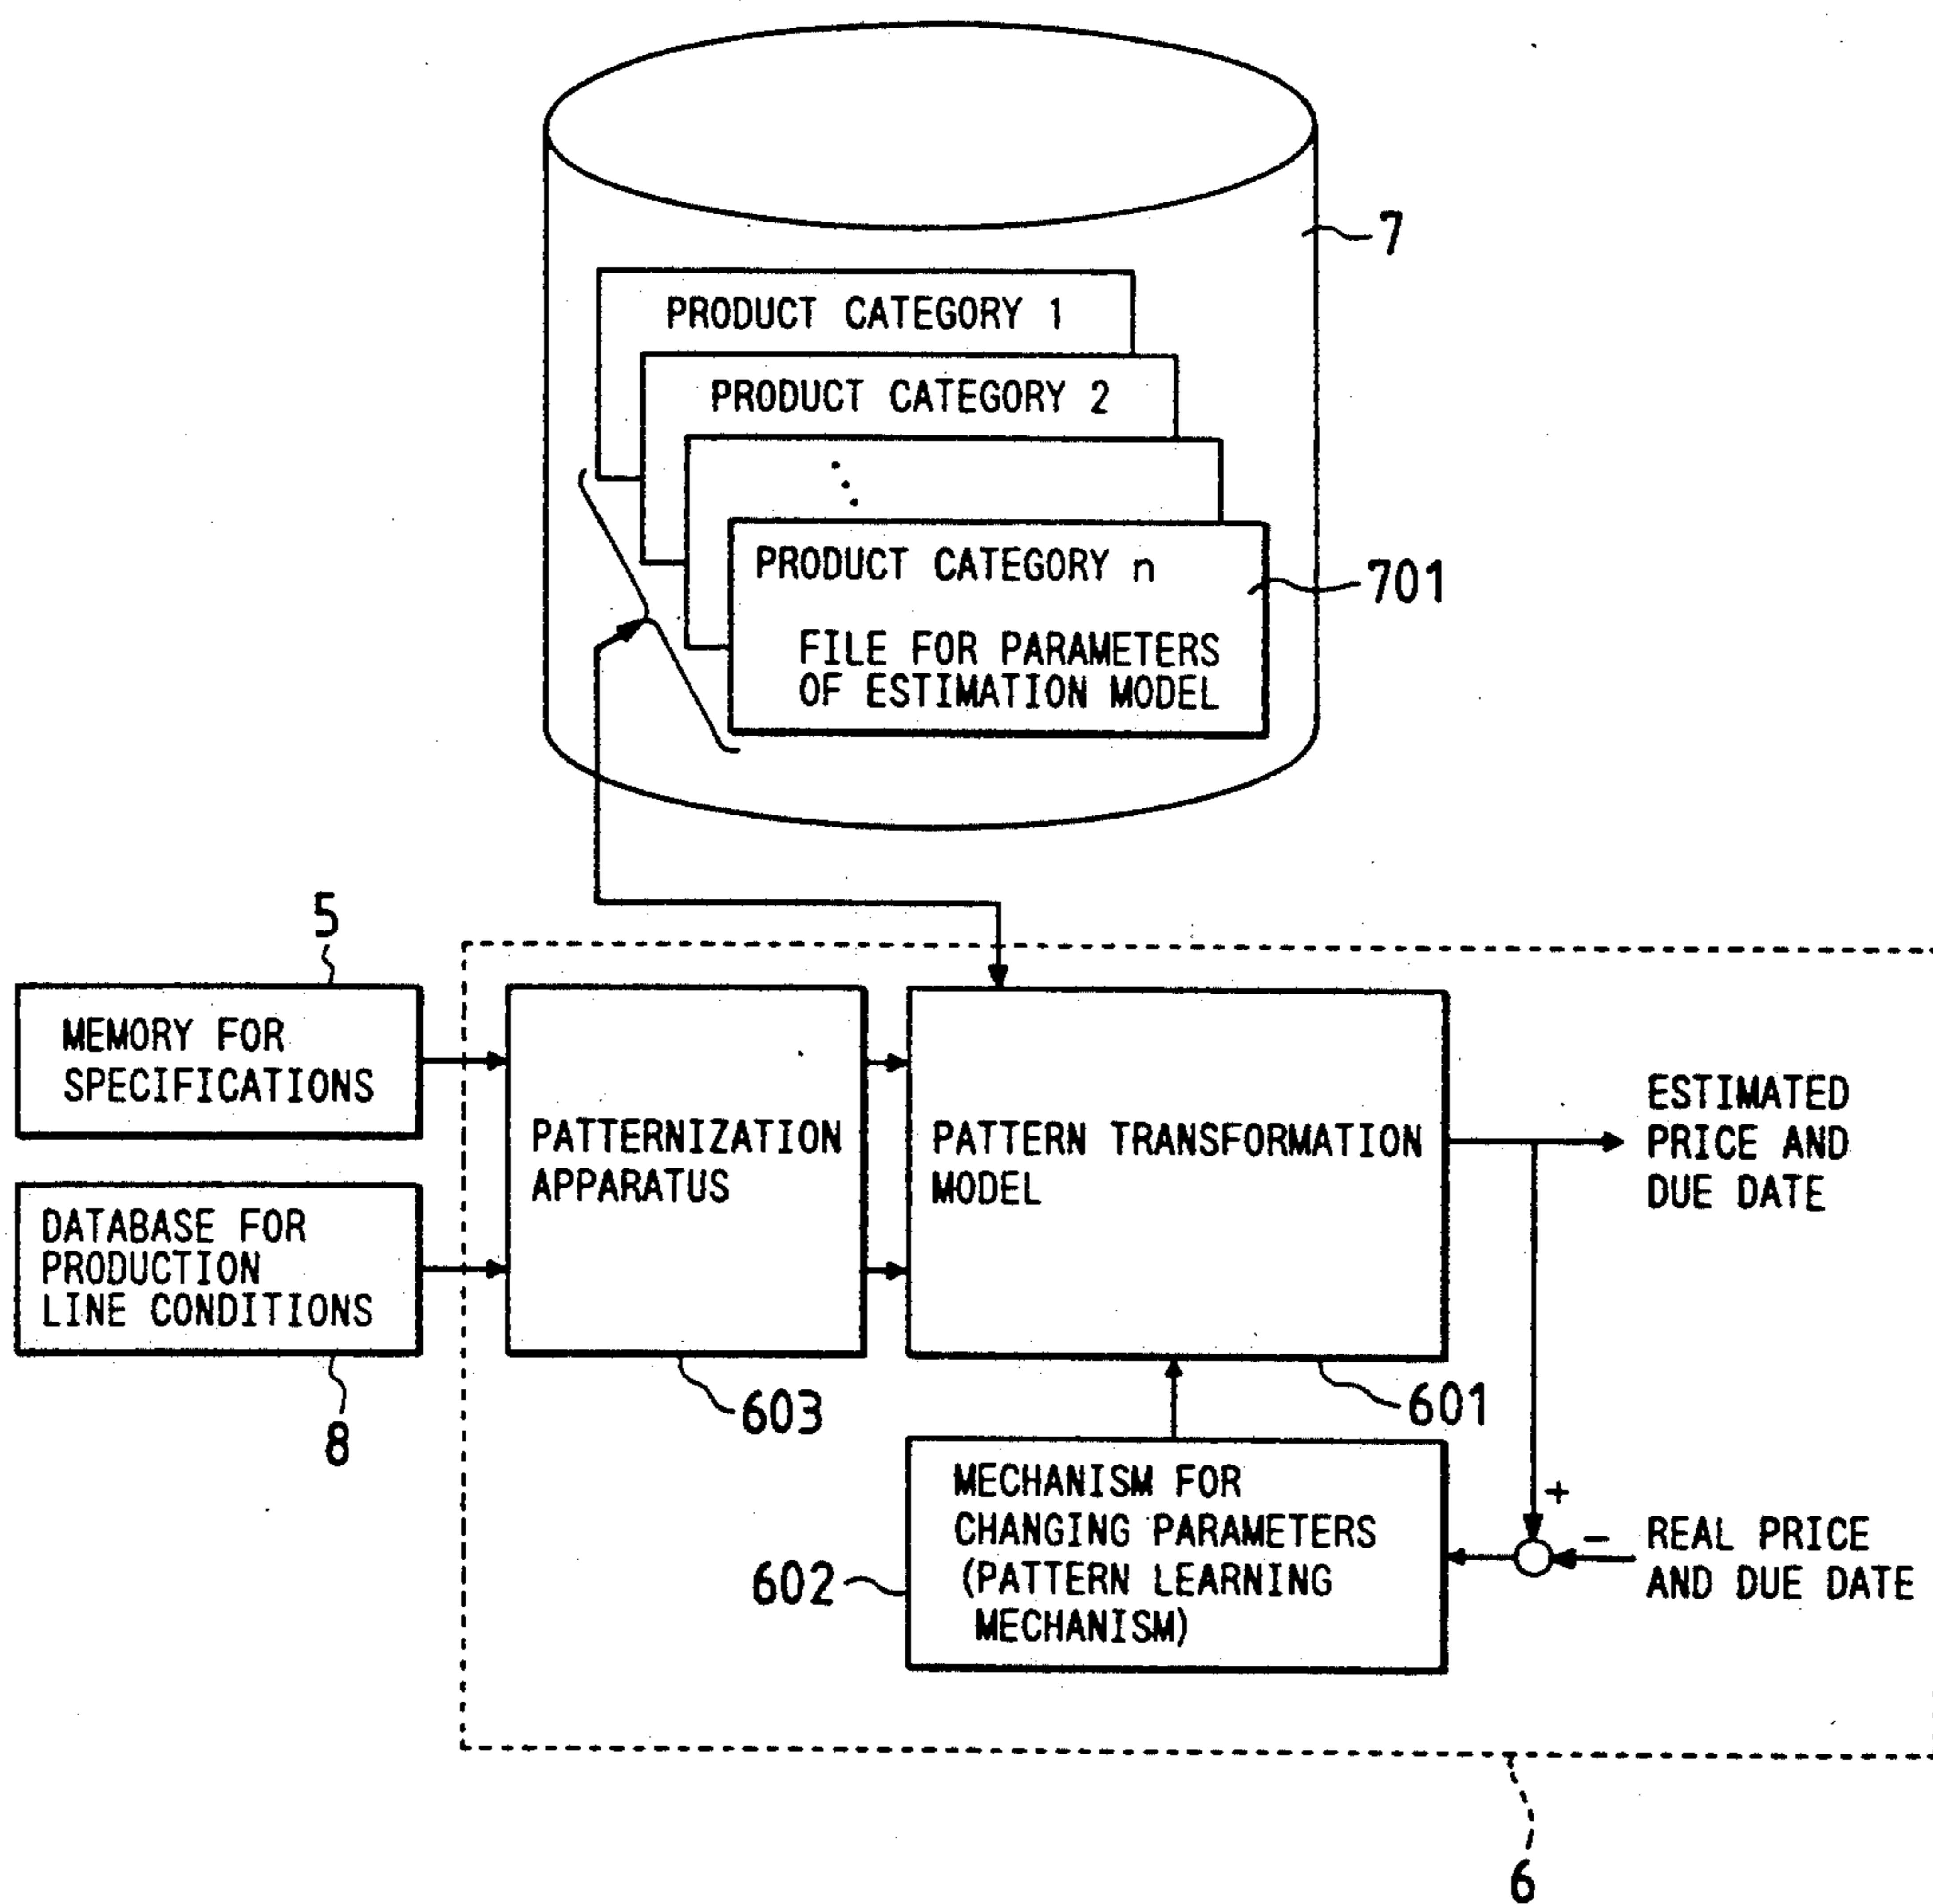 7
PRODUCT CATEGORY 1
PRODUCT CATEGORY 2
PRODUCT CATEGORY n
701
FILE FOR PARAMETERS
OF ESTIMATION MODEL
5
MEMORY FOR
SPECIFICATIONS
DATABASE FOR
PRODUCTION
LINE CONDITIONS
8
PATTERNIZATION
APPARATUS
603
PATTERN TRANSFORMATION
MODEL
601
ESTIMATED
PRICE AND
DUE DATE
MECHANISM FOR
CHANGING PARAMETERS
(PATTERN LEARNING
MECHANISM)
602
+
−
REAL PRICE
AND DUE DATE
6